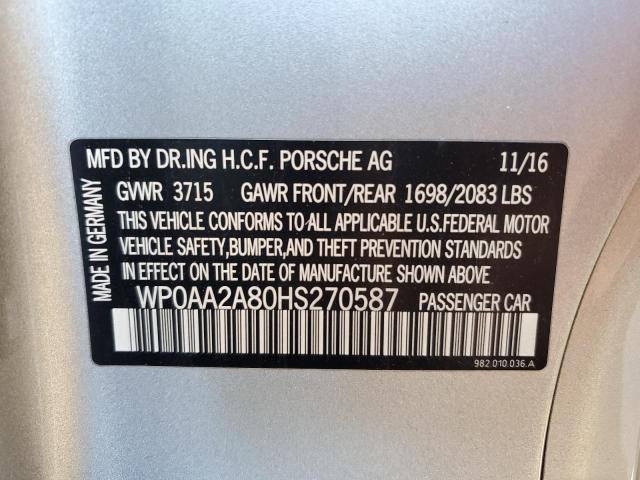 MFD BY DR.ING H.C.F. PORSCHE AG 11/16
GVWR 3715 GAWR FRONT/REAR 1698/2083 LBS
THIS VEHICLE CONFORMS TO ALL APPLICABLE U.S.FEDERAL MOTOR
VEHICLE SAFETY,BUMPER,AND THEFT PREVENTION STANDARDS
IN EFFECT ON THE DATE OF MANUFACTURE SHOWN ABOVE.
WP0AA2A80HS270587 PASSENGER CAR
982.010.036.A
MADE IN GERMANY